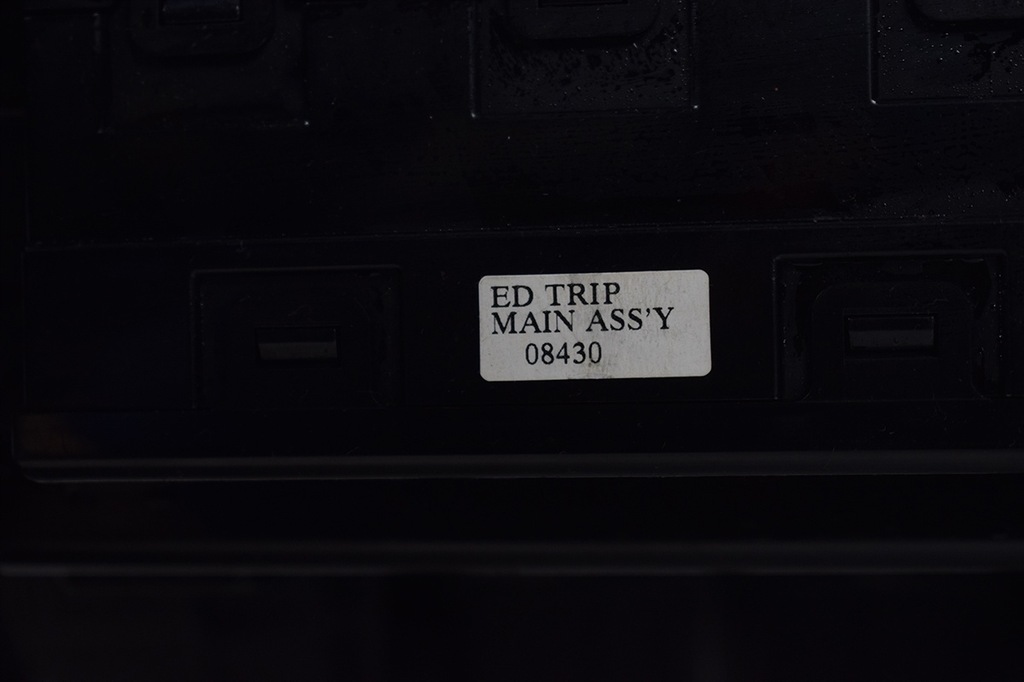 ED TRIP
MAIN ASS'Y
08430